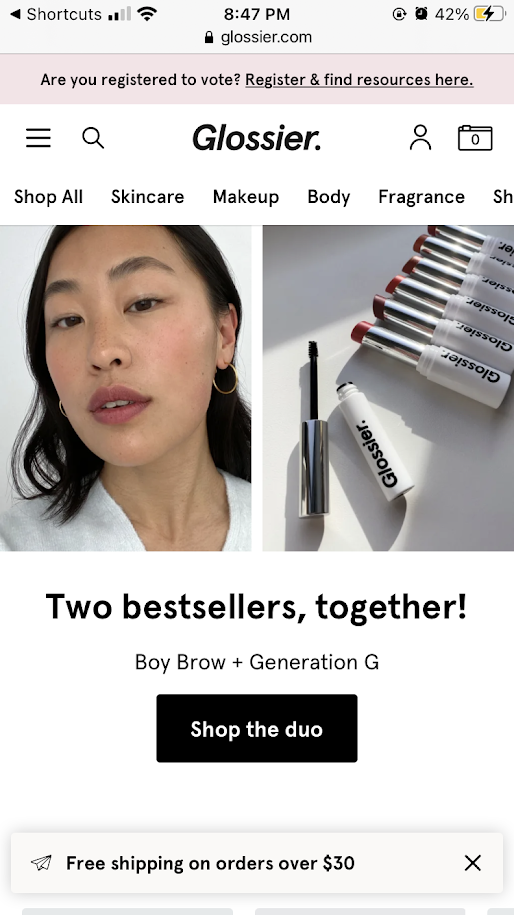 Shortcuts
8:47 PM
42%
glossier.com
Are you registered to vote? Register & find resources here.
Glossier.
0
Shop All Skincare Makeup Body Fragrance Sh
Glossier.
Glossier.
Glossier.
Glossier.
Two bestsellers, together!
Boy Brow + Generation G
Shop the duo
Free shipping on orders over $30